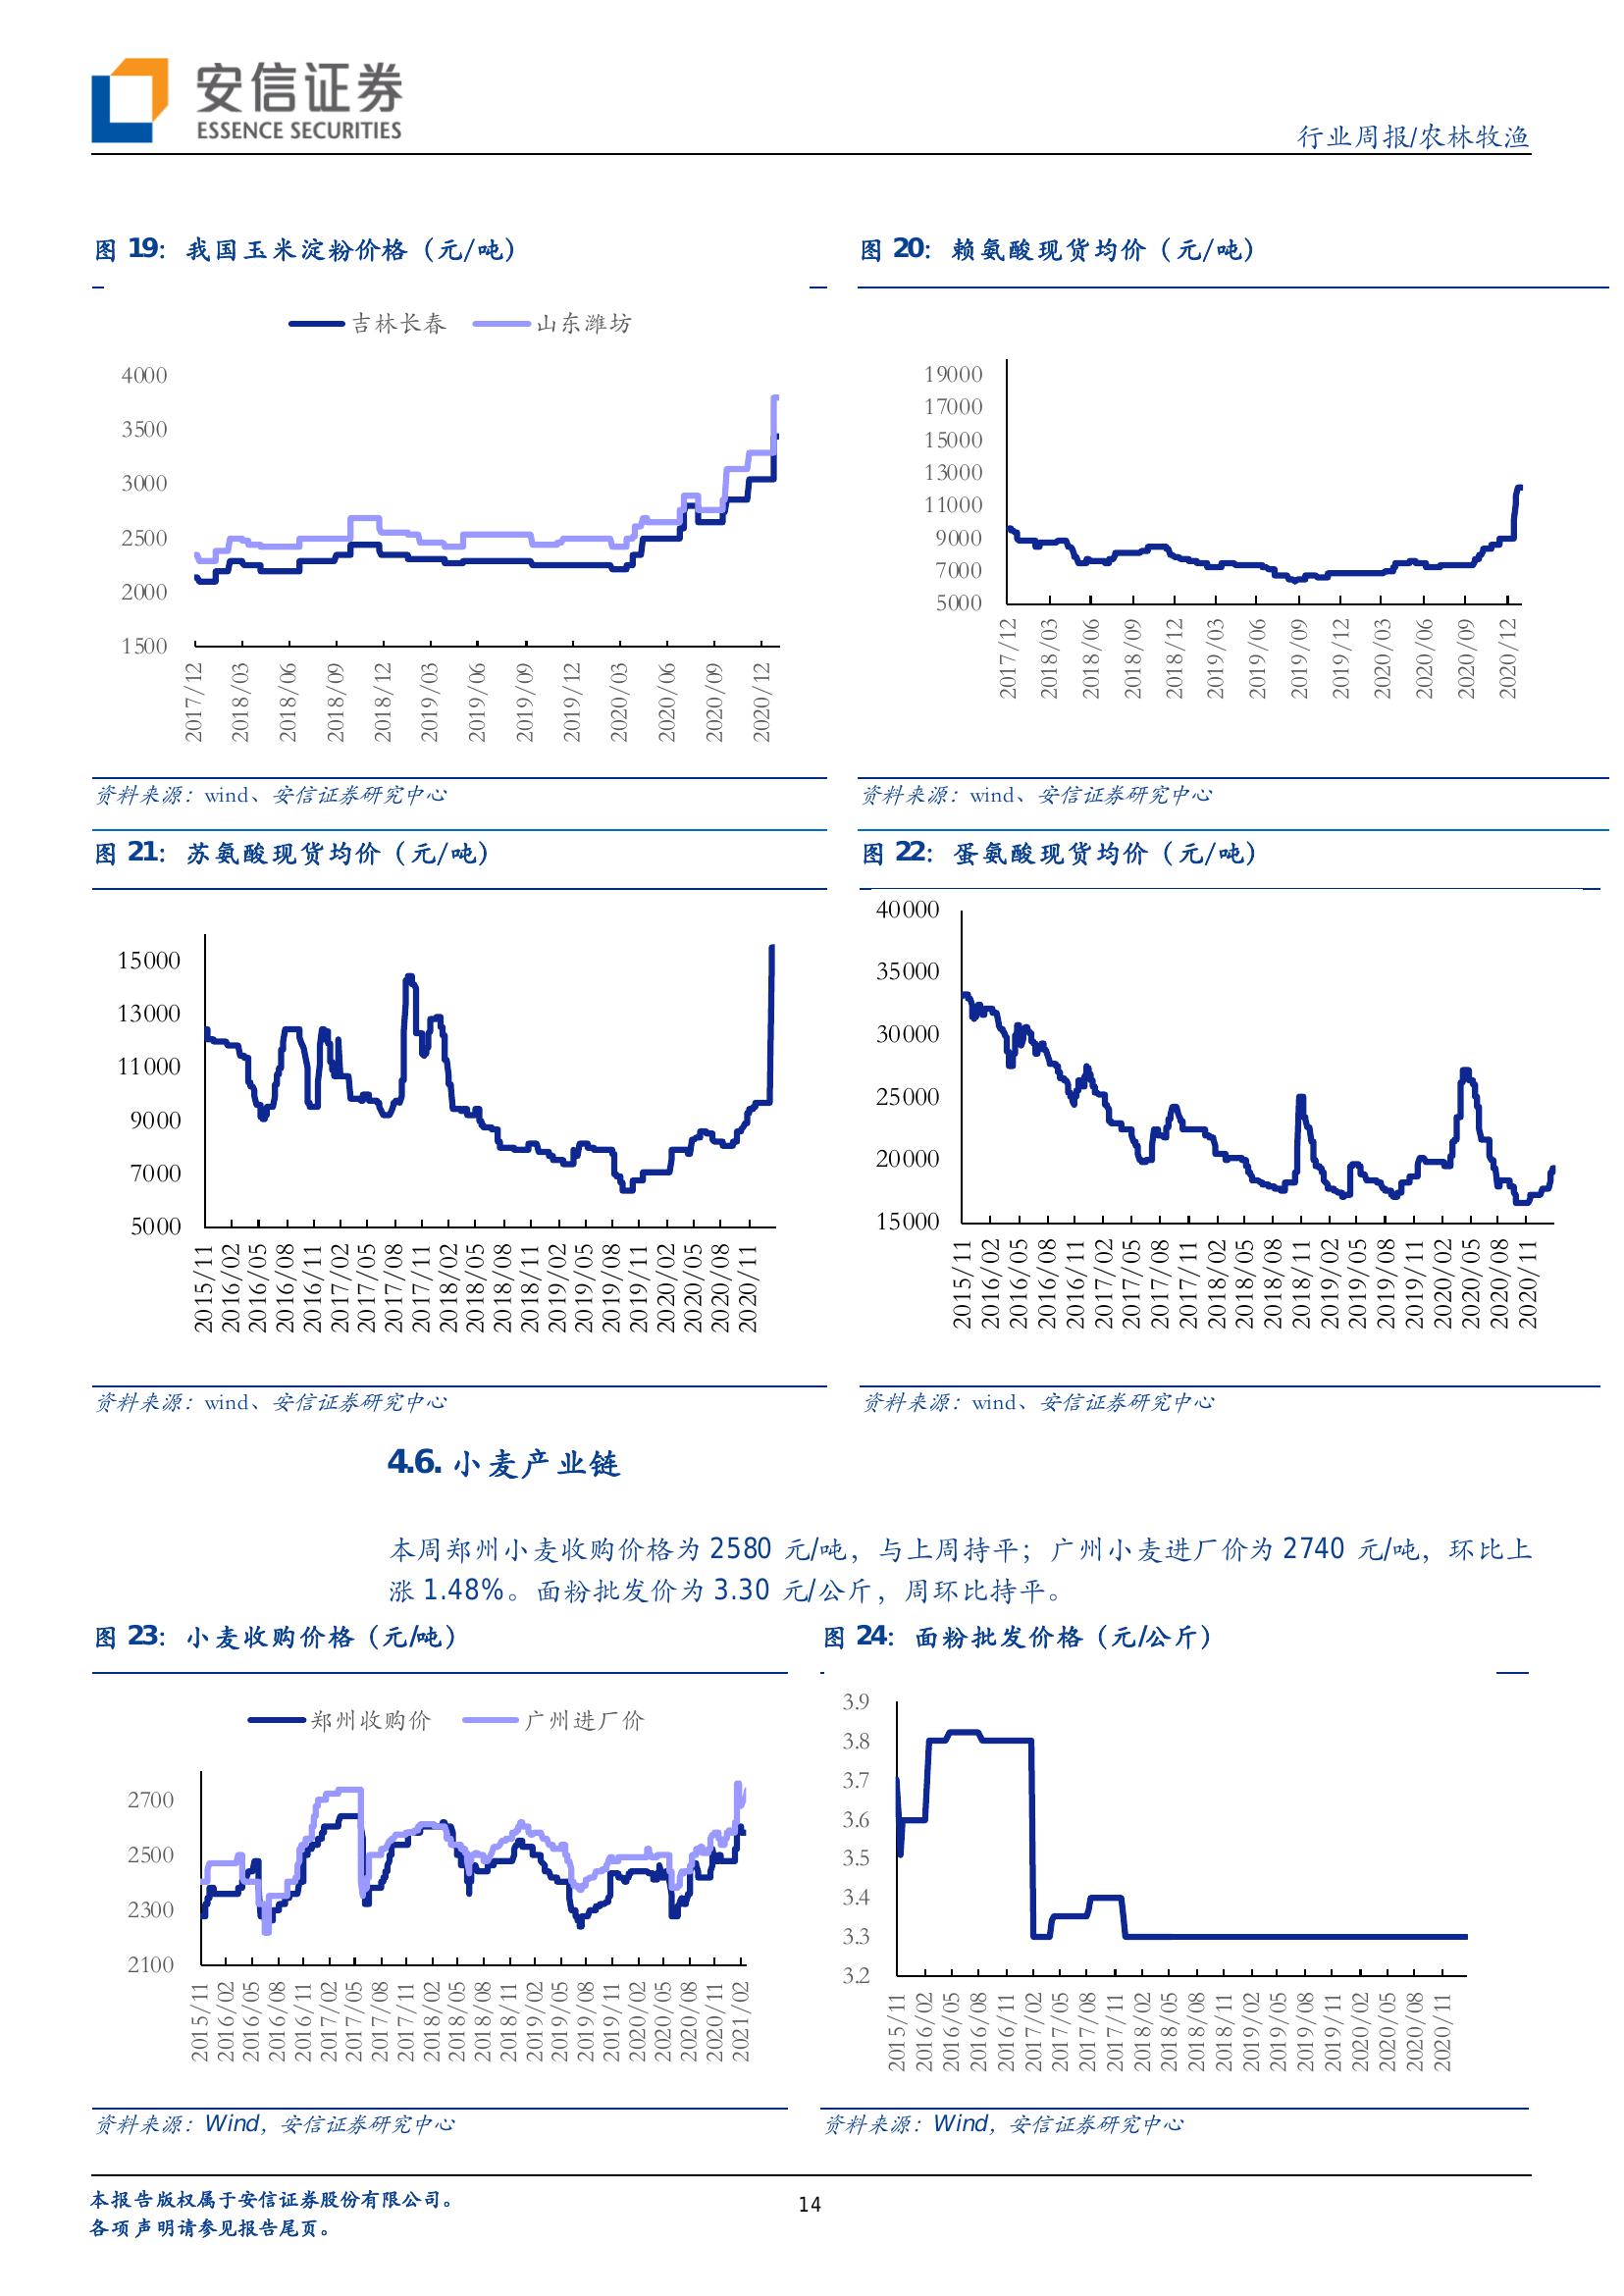 安信证券
ESSENCE SECURITIES
行业周报/农林牧渔
图 19：我国玉米淀粉价格（元/吨）
吉林长春 山东潍坊
4000
3500
3000
2500
2000
1500
2017/12 2018/03 2018/06 2018/09 2018/12 2019/03 2019/06 2019/09 2019/12 2020/03 2020/06 2020/09 2020/12
资料来源：wind、安信证券研究中心
图 20：赖氨酸现货均价（元/吨）
19000
17000
15000
13000
11000
9000
7000
5000
2017/12 2018/03 2018/06 2018/09 2018/12 2019/03 2019/06 2019/09 2019/12 2020/03 2020/06 2020/09 2020/12
资料来源：wind、安信证券研究中心
图 21：苏氨酸现货均价（元/吨）
15000
13000
11000
9000
7000
5000
2015/11 2016/02 2016/05 2016/08 2016/11 2017/02 2017/05 2017/08 2017/11 2018/02 2018/05 2018/08 2018/11 2019/02 2019/05 2019/08 2019/11 2020/02 2020/05 2020/08 2020/11
资料来源：wind、安信证券研究中心
图 22：蛋氨酸现货均价（元/吨）
40000
35000
30000
25000
20000
15000
2015/11 2016/02 2016/05 2016/08 2016/11 2017/02 2017/05 2017/08 2017/11 2018/02 2018/05 2018/08 2018/11 2019/02 2019/05 2019/08 2019/11 2020/02 2020/05 2020/08 2020/11
资料来源：wind、安信证券研究中心
4.6. 小麦产业链
本周郑州小麦收购价格为 2580 元/吨，与上周持平；广州小麦进厂价为 2740 元/吨，环比上
涨 1.48%。面粉批发价为 3.30 元/公斤，周环比持平。
图 23：小麦收购价格（元/吨）
郑州收购价 广州进厂价
2700
2500
2300
2100
2015/11 2016/02 2016/05 2016/08 2016/11 2017/02 2017/05 2017/08 2017/11 2018/02 2018/05 2018/08 2018/11 2019/02 2019/05 2019/08 2019/11 2020/02 2020/05 2020/08 2020/11 2021/02
资料来源：Wind，安信证券研究中心
图 24：面粉批发价格（元/公斤）
3.9
3.8
3.7
3.6
3.5
3.4
3.3
3.2
2015/11 2016/02 2016/05 2016/08 2016/11 2017/02 2017/05 2017/08 2017/11 2018/02 2018/05 2018/08 2018/11 2019/02 2019/05 2019/08 2019/11 2020/02 2020/05 2020/08 2020/11
资料来源：Wind，安信证券研究中心
本报告版权属于安信证券股份有限公司。
各项声明请参见报告尾页。
14